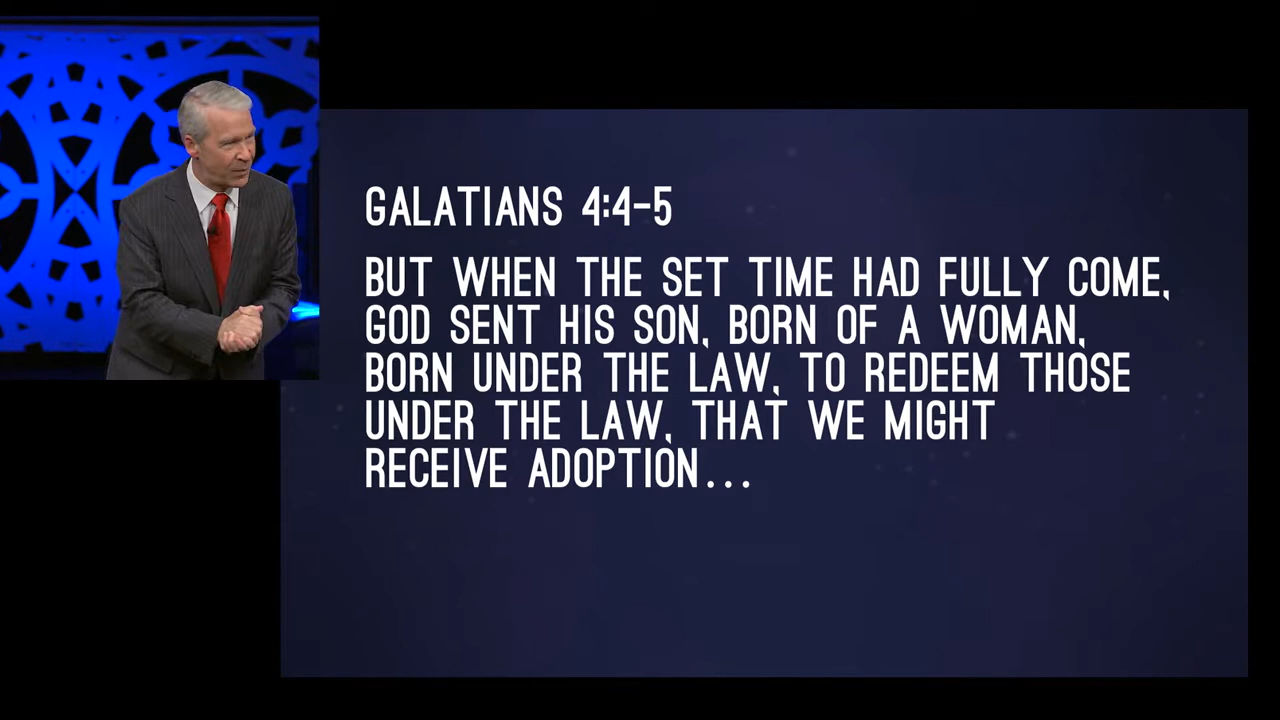 GALATIANS 4:4-5
BUT WHEN THE SET TIME HAD FULLY COME,
GOD SENT HIS SON, BORN OF A WOMAN,
BORN UNDER THE LAW, TO REDEEM THOSE
UNDER THE LAW, THAT WE MIGHT
RECEIVE ADOPTION...